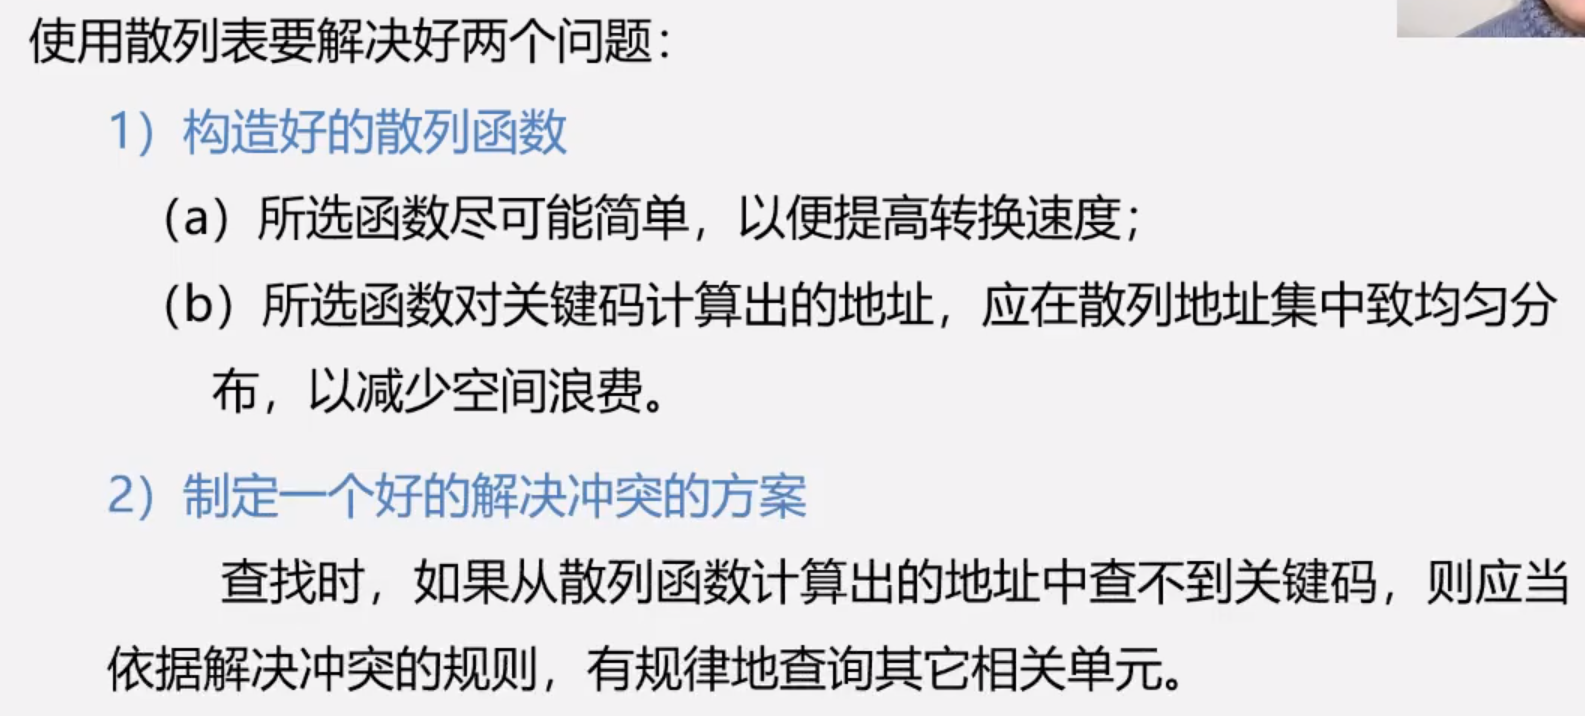 使用散列表要解决好两个问题：
1）构造好的散列函数
（a）所选函数尽可能简单，以便提高转换速度；
（b）所选函数对关键码计算出的地址，应在散列地址集中致均匀分
布，以减少空间浪费。
2）制定一个好的解决冲突的方案
查找时，如果从散列函数计算出的地址中查不到关键码，则应当
依据解决冲突的规则，有规律地查询其它相关单元。